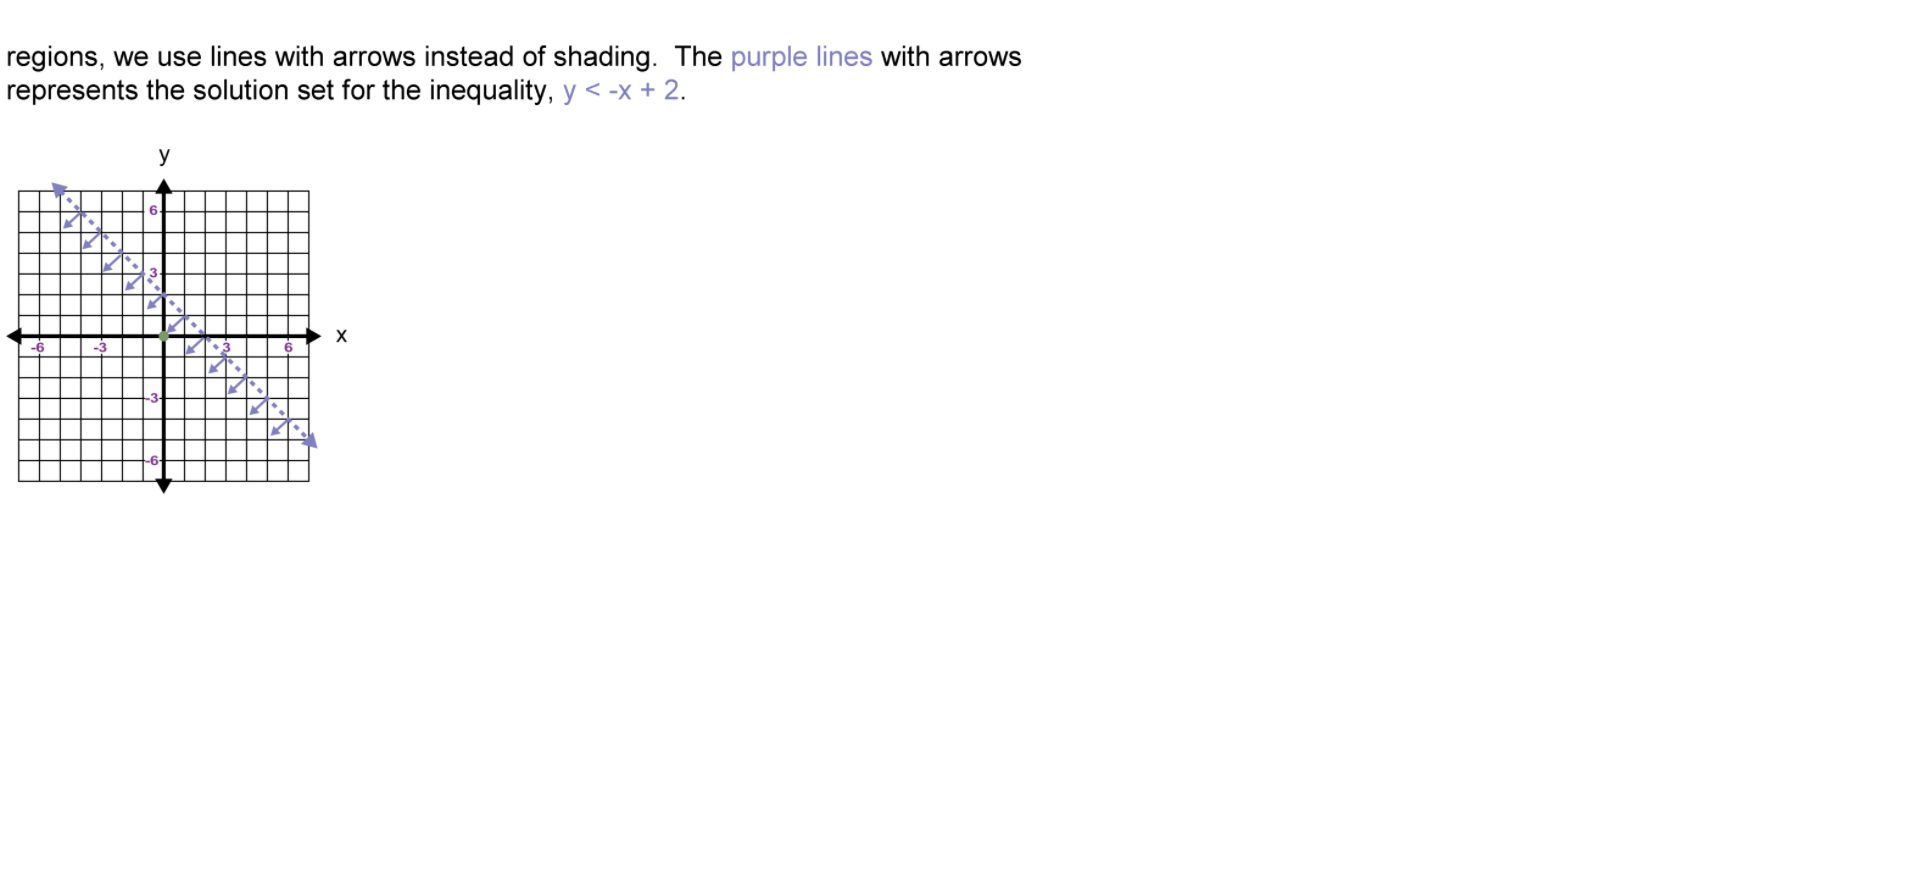 regions, we use lines with arrows instead of shading. The purple lines with arrows
represents the solution set for the inequality, y < -x + 2.
y
6
3
x
-6 -3 3 6
-3
-6